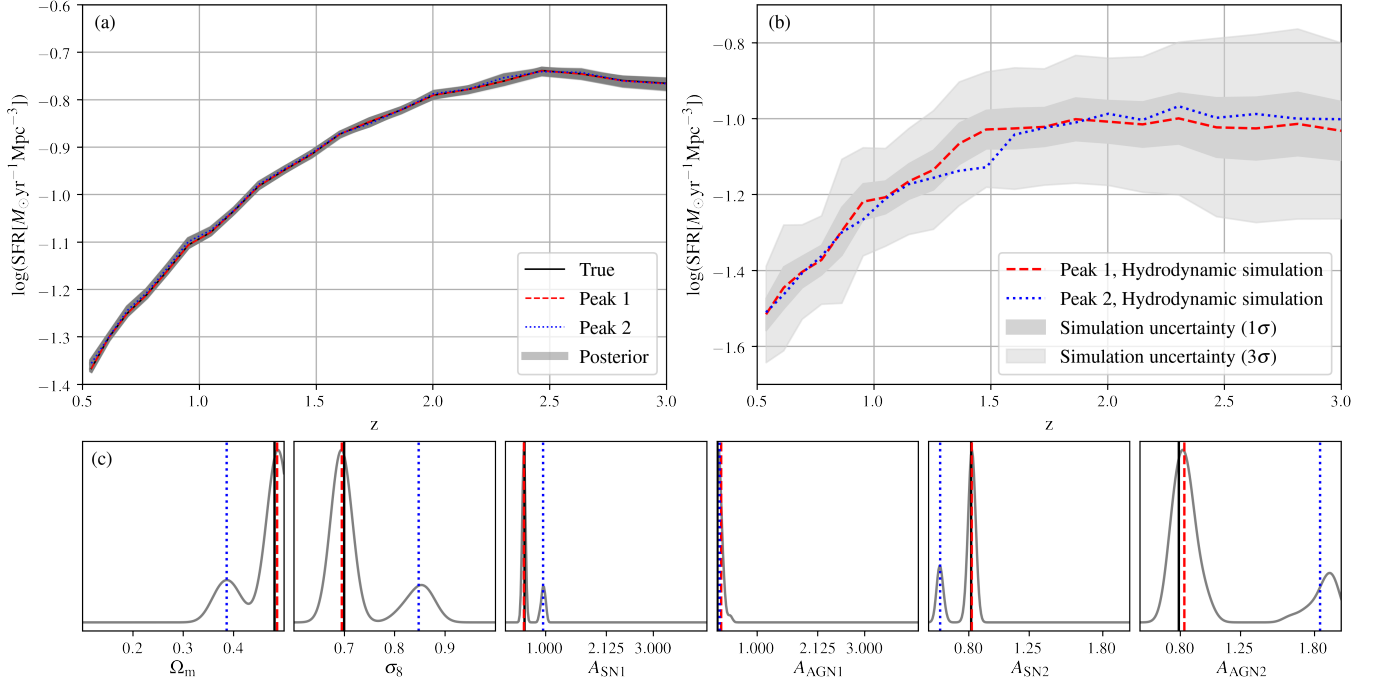 (a)
−0.6
−0.7
−0.8
−0.9
−1.0
−1.1
−1.2
−1.3
−1.4
log(SFR[M⊙yr⁻¹Mpc⁻³])
0.5 1.0 1.5 2.0 2.5 3.0
z
True
Peak 1
Peak 2
Posterior
(b)
−0.8
−1.0
−1.2
−1.4
−1.6
log(SFR[M⊙yr⁻¹Mpc⁻³])
0.5 1.0 1.5 2.0 2.5 3.0
z
Peak 1, Hydrodynamic simulation
Peak 2, Hydrodynamic simulation
Simulation uncertainty (1σ)
Simulation uncertainty (3σ)
(c)
0.2 0.3 0.4
Ωm
0.7 0.8 0.9
σ8
1.000 2.125 3.000
ASN1
1.000 2.125 3.000
AAGN1
0.80 1.25 1.80
ASN2
0.80 1.25 1.80
AAGN2